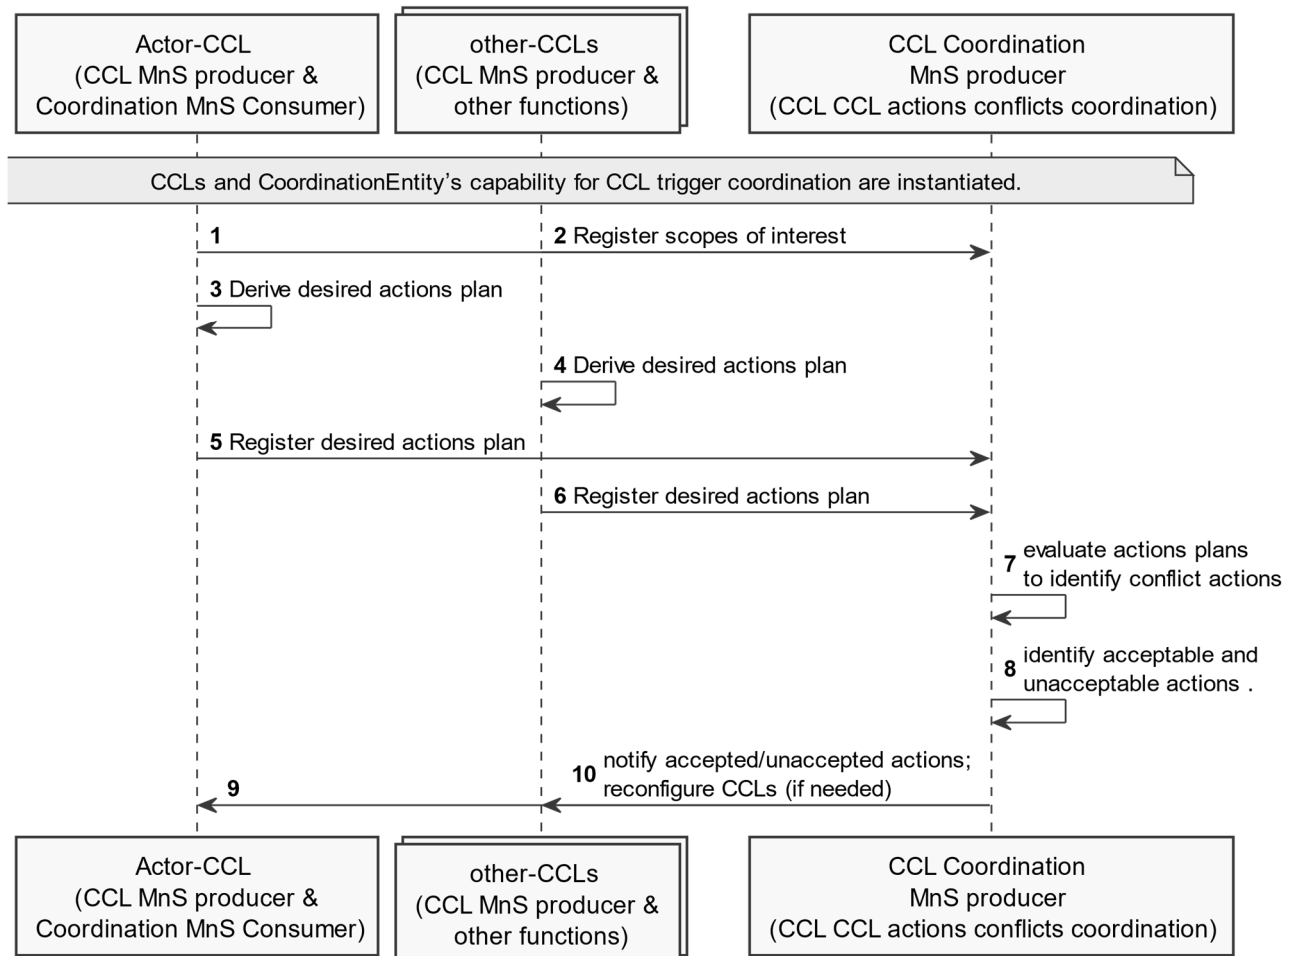 Actor-CCL
(CCL MnS producer &
Coordination MnS Consumer)
other-CCLs
(CCL MnS producer &
other functions)
CCL Coordination
MnS producer
(CCL CCL actions conflicts coordination)
CCLs and CoordinationEntity’s capability for CCL trigger coordination are instantiated.
1
2 Register scopes of interest
3 Derive desired actions plan
4 Derive desired actions plan
5 Register desired actions plan
6 Register desired actions plan
7 evaluate actions plans
to identify conflict actions
8 identify acceptable and
unacceptable actions .
9
10 notify accepted/unaccepted actions;
reconfigure CCLs (if needed)
Actor-CCL
(CCL MnS producer &
Coordination MnS Consumer)
other-CCLs
(CCL MnS producer &
other functions)
CCL Coordination
MnS producer
(CCL CCL actions conflicts coordination)